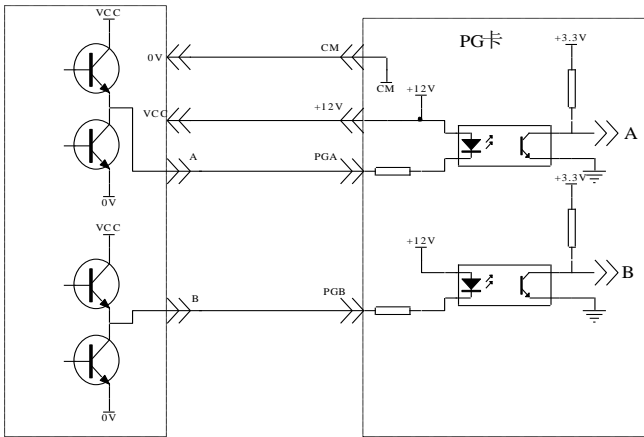 VCC
0V
CM
PG卡
+3.3V
CM
VCC
+12V
+12V
A
A
PGA
0V
+3.3V
VCC
+12V
B
B
PGB
0V